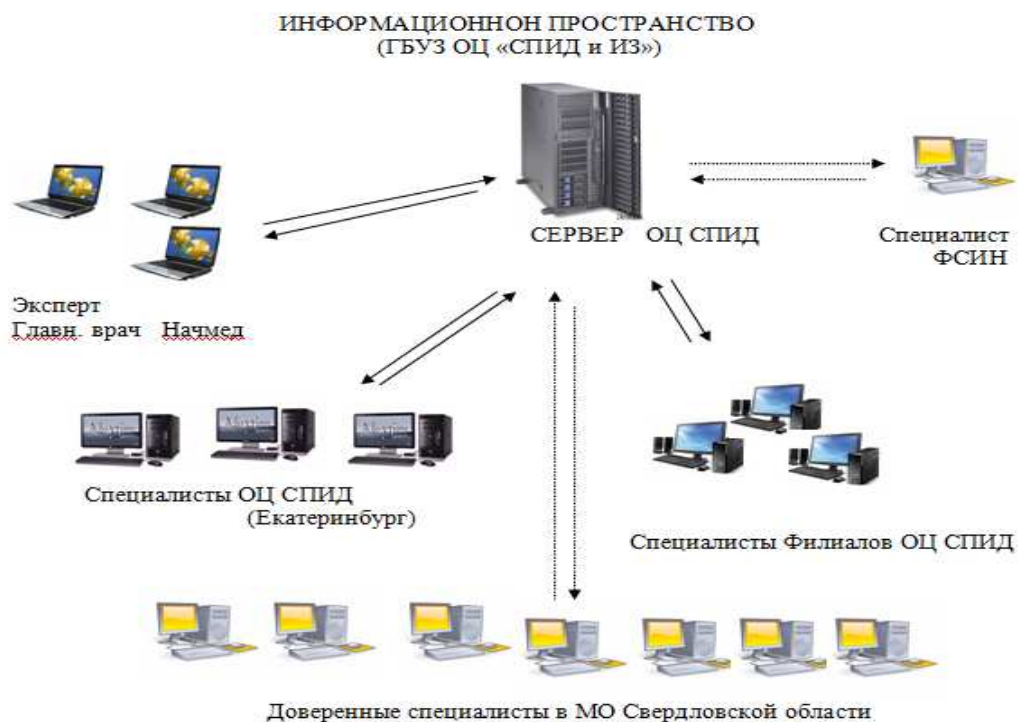 ИНФОРМАЦИОННОН ПРОСТРАНСТВО
(ГБУЗ ОЦ «СПИД и ИЗ»)
СЕРВЕР ОЦ СПИД
Специалист
ФСИН
Эксперт
Главн. врач Начмед
Специалисты ОЦ СПИД
(Екатеринбург)
Специалисты Филиалов ОЦ СПИД
Доверенные специалисты в МО Свердловской области